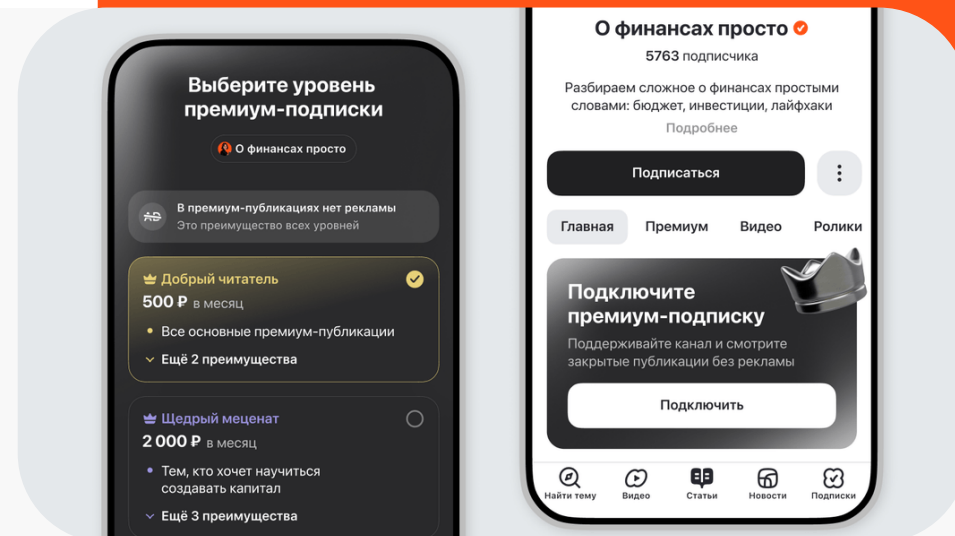 Выберите уровень
премиум-подписки
О финансах просто
AD
В премиум-публикациях нет рекламы
Это преимущество всех уровней
Добрый читатель
500 ₽ в месяц
Все основные премиум-публикации
Ещё 2 преимущества
Щедрый меценат
2 000 ₽ в месяц
Тем, кто хочет научиться
создавать капитал
Ещё 3 преимущества
О финансах просто
5763 подписчика
Разбираем сложное о финансах простыми
словами: бюджет, инвестиции, лайфхаки
Подробнее
Подписаться
Главная Премиум Видео Ролики
Подключите
премиум-подписку
Поддерживайте канал и смотрите
закрытые публикации без рекламы
Подключить
Найти тему Видео Статьи Новости Подписки